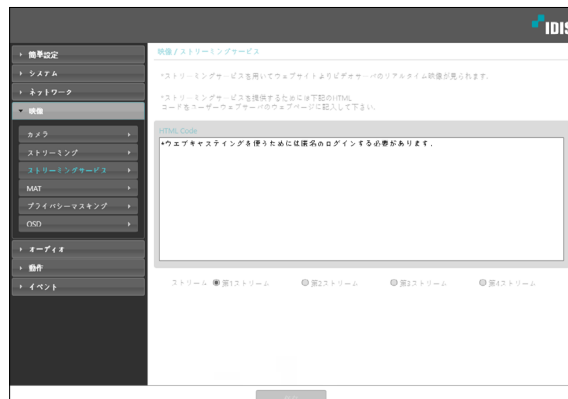 IDIS
簡単設定
システム
ネットワーク
映像
カメラ
ストリーミング
ストリーミングサービス
MAT
プライバシーマスキング
OSD
オーディオ
動作
イベント
映像 / ストリーミングサービス
*ストリーミングサービスを用いてウェブサイトよりビデオサーバのリアルタイム映像が見られます.
*ストリーミングサービスを提供するためには下記のHTML
コードをユーザーウェブサーバのウェブページに記入して下さい.
HTML Code
*ウェブキャスティングを使うためには匿名のログインする必要があります.
ストリーム 第1ストリーム 第2ストリーム 第3ストリーム 第4ストリーム